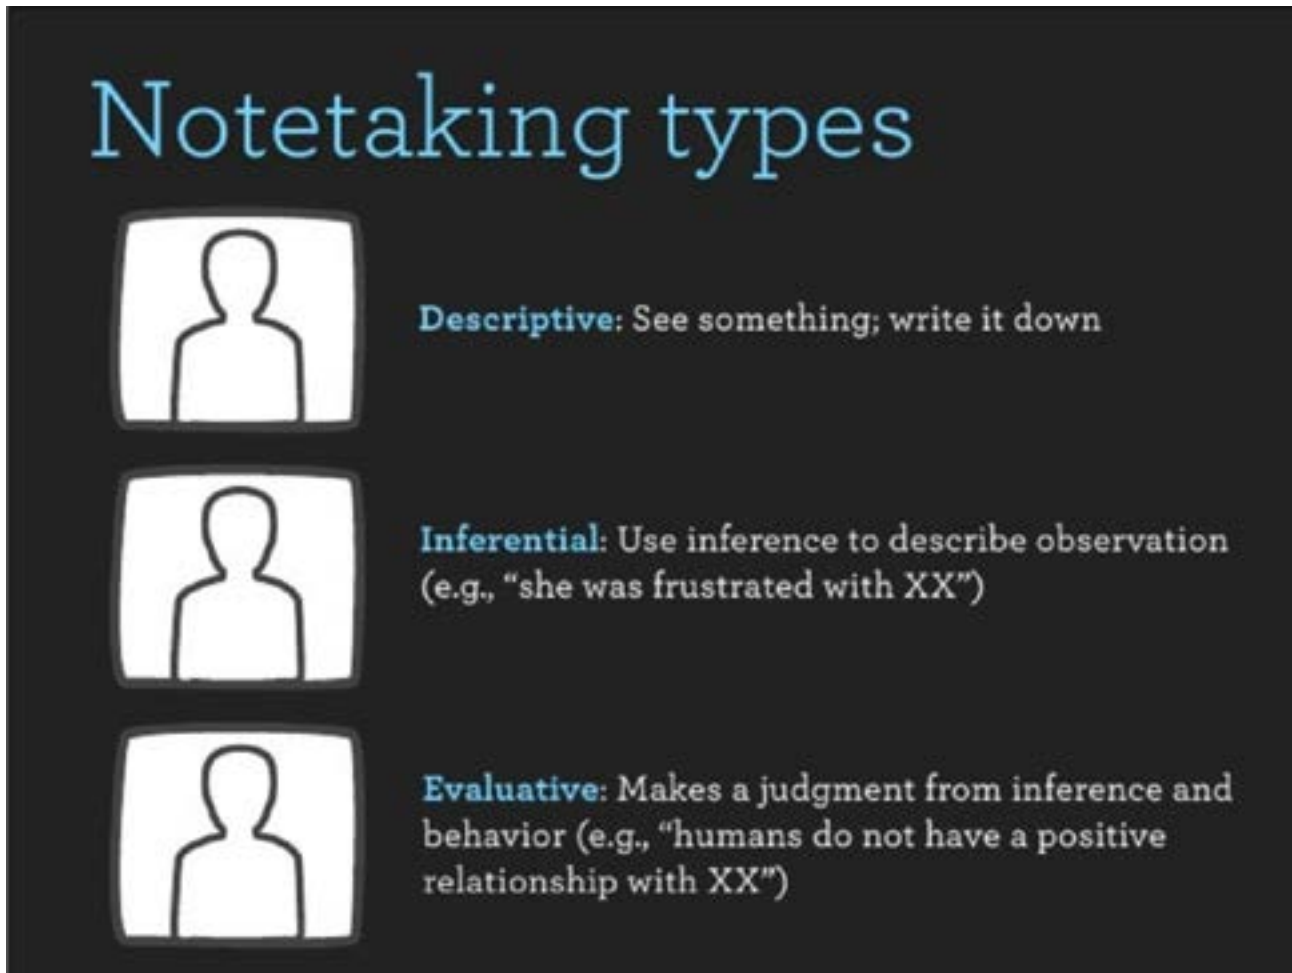 Notetaking types
Descriptive: See something; write it down
Inferential: Use inference to describe observation
(e.g., “she was frustrated with XX”)
Evaluative: Makes a judgment from inference and
behavior (e.g., “humans do not have a positive
relationship with XX”)